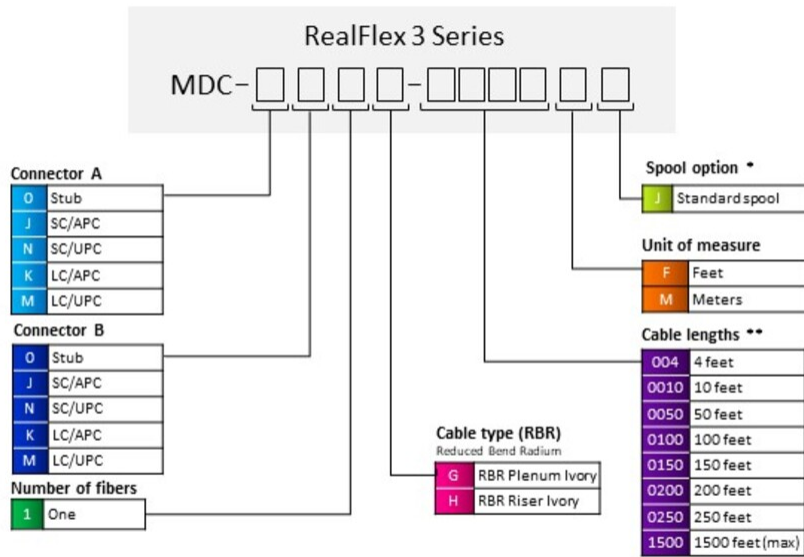 RealFlex 3 Series
MDC-
-
Connector A
O Stub
J SC/APC
N SC/UPC
K LC/APC
M LC/UPC
Connector B
O Stub
J SC/APC
N SC/UPC
K LC/APC
M LC/UPC
Number of fibers
1 One
Cable type (RBR)
Reduced Bend Radium
G RBR Plenum Ivory
H RBR Riser Ivory
Spool option *
J Standard spool
Unit of measure
F Feet
M Meters
Cable lengths **
004 4 feet
0010 10 feet
0050 50 feet
0100 100 feet
0150 150 feet
0200 200 feet
0250 250 feet
1500 1500 feet (max)